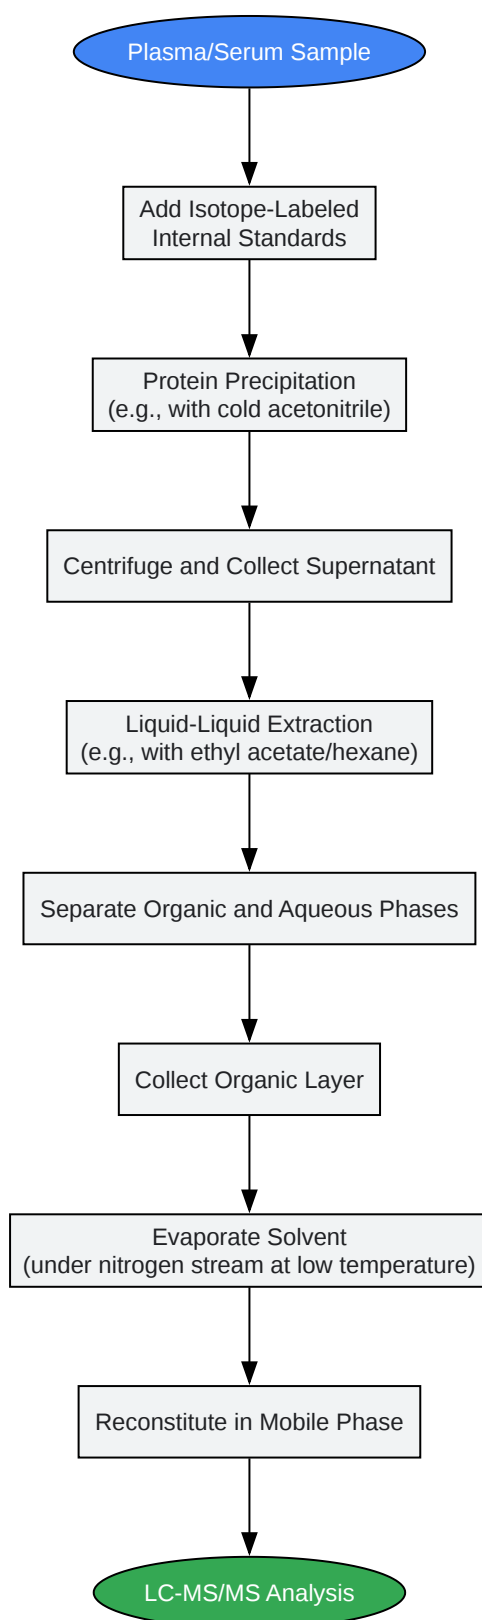 Plasma/Serum Sample
Add Isotope-Labeled
Internal Standards
Protein Precipitation
(e.g., with cold acetonitrile)
Centrifuge and Collect Supernatant
Liquid-Liquid Extraction
(e.g., with ethyl acetate/hexane)
Separate Organic and Aqueous Phases
Collect Organic Layer
Evaporate Solvent
(under nitrogen stream at low temperature)
Reconstitute in Mobile Phase
LC-MS/MS Analysis